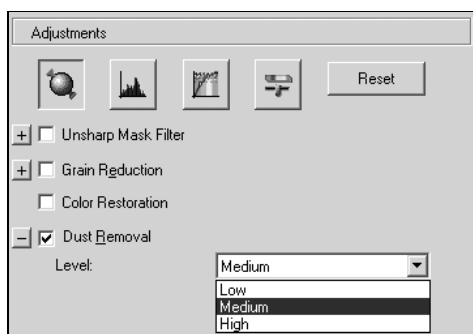 Adjustments
Reset
Unsharp Mask Filter
Grain Reduction
Color Restoration
Dust Removal
Level: Medium
Low
Medium
High